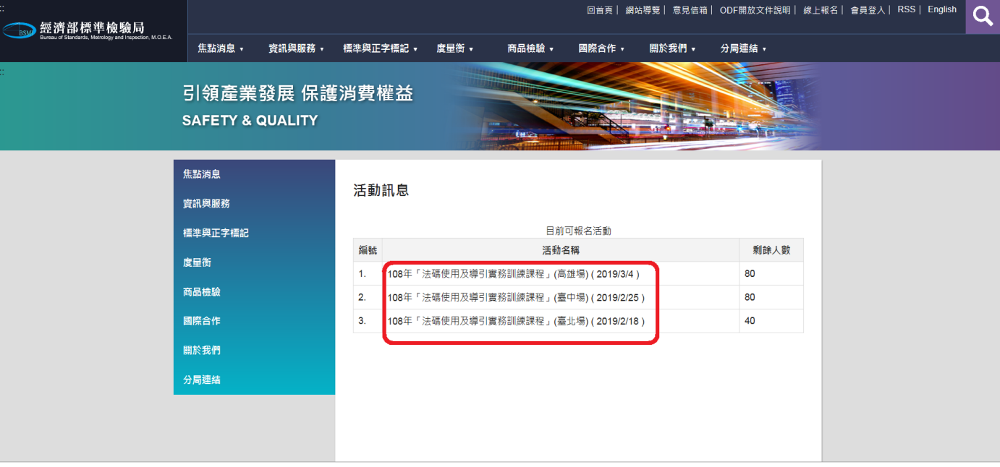 ::
回首頁│ 網站導覽│ 意見信箱│ ODF開放文件說明│ 線上報名│ 會員登入│ RSS│ English
BSMI
經濟部標準檢驗局
Bureau of Standards, Metrology and Inspection, M.O.E.A.
焦點消息 ▼ 資訊與服務 ▼ 標準與正字標記 ▼ 度量衡 ▼ 商品檢驗 ▼ 國際合作 ▼ 關於我們 ▼ 分局連結 ▼
::
引領產業發展 保護消費權益
SAFETY & QUALITY
焦點消息
資訊與服務
標準與正字標記
度量衡
商品檢驗
國際合作
關於我們
分局連結
活動訊息
目前可報名活動
編號 活動名稱 剩餘人數
1. 108年「法碼使用及導引實務訓練課程」(高雄場) ( 2019/3/4 ) 80
2. 108年「法碼使用及導引實務訓練課程」(臺中場) ( 2019/2/25 ) 80
3. 108年「法碼使用及導引實務訓練課程」(臺北場) ( 2019/2/18 ) 40